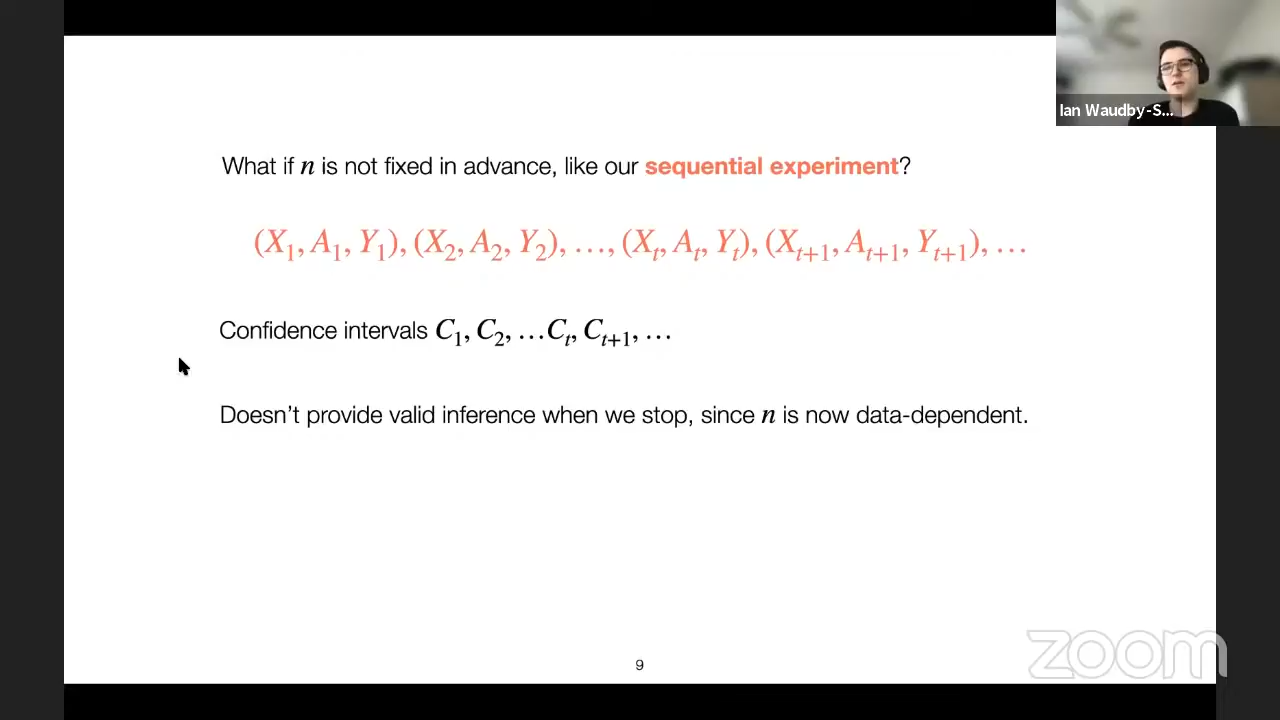 Ian Waudby-S...
What if n is not fixed in advance, like our sequential experiment?
(X₁, A₁, Y₁), (X₂, A₂, Y₂), …, (Xₜ, Aₜ, Yₜ), (Xₜ₊₁, Aₜ₊₁, Yₜ₊₁), …
Confidence intervals C₁, C₂, …Cₜ, Cₜ₊₁, …
Doesn’t provide valid inference when we stop, since n is now data-dependent.
9
zoom